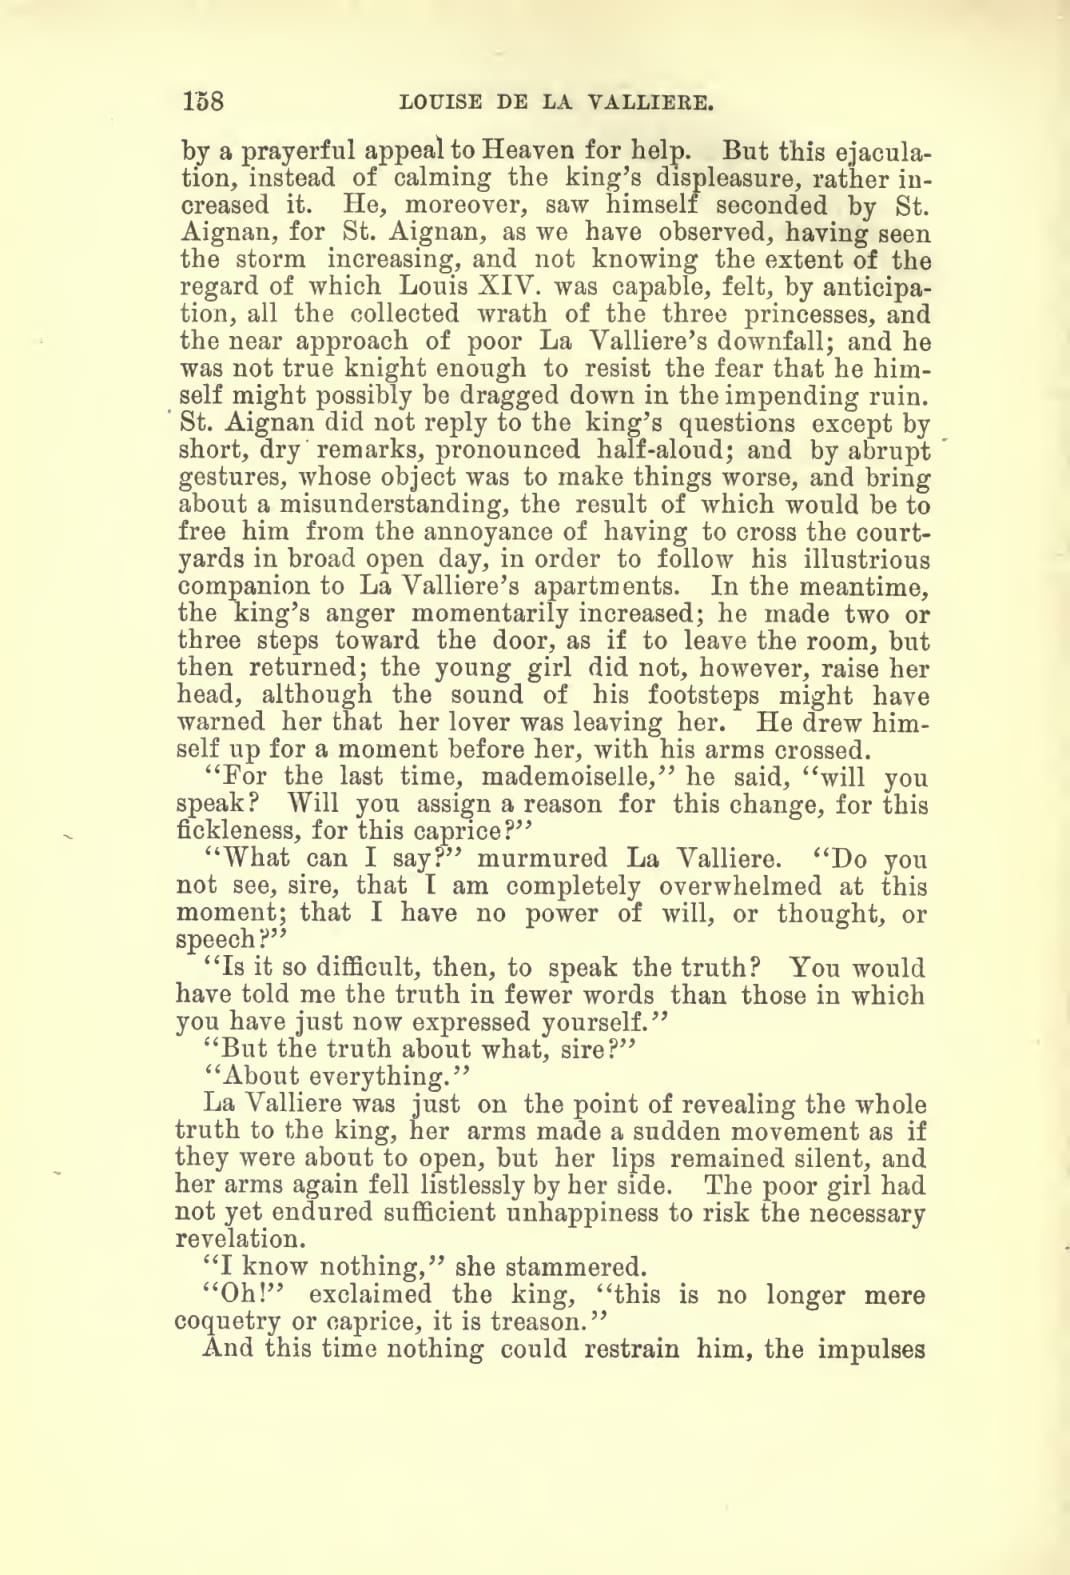 158 LOUISE DE LA VALLIERE.
by a prayerful appeal to Heaven for help. But this ejacula-
tion, instead of calming the king's displeasure, rather in-
creased it. He, moreover, saw himself seconded by St.
Aignan, for St. Aignan, as we have observed, having seen
the storm increasing, and not knowing the extent of the
regard of which Louis XIV. was capable, felt, by anticipa-
tion, all the collected wrath of the three princesses, and
the near approach of poor La Valliere's downfall; and he
was not true knight enough to resist the fear that he him-
self might possibly be dragged down in the impending ruin.
St. Aignan did not reply to the king's questions except by
short, dry remarks, pronounced half-aloud; and by abrupt
gestures, whose object was to make things worse, and bring
about a misunderstanding, the result of which would be to
free him from the annoyance of having to cross the court-
yards in broad open day, in order to follow his illustrious
companion to La Valliere's apartments. In the meantime,
the king's anger momentarily increased; he made two or
three steps toward the door, as if to leave the room, but
then returned; the young girl did not, however, raise her
head, although the sound of his footsteps might have
warned her that her lover was leaving her. He drew him-
self up for a moment before her, with his arms crossed.
"For the last time, mademoiselle," he said, "will you
speak? Will you assign a reason for this change, for this
fickleness, for this caprice?"
"What can I say?" murmured La Valliere. "Do you
not see, sire, that I am completely overwhelmed at this
moment; that I have no power of will, or thought, or
speech?"
"Is it so difficult, then, to speak the truth? You would
have told me the truth in fewer words than those in which
you have just now expressed yourself."
"But the truth about what, sire?"
"About everything."
La Valliere was just on the point of revealing the whole
truth to the king, her arms made a sudden movement as if
they were about to open, but her lips remained silent, and
her arms again fell listlessly by her side. The poor girl had
not yet endured sufficient unhappiness to risk the necessary
revelation.
"I know nothing," she stammered.
"Oh!" exclaimed the king, "this is no longer mere
coquetry or caprice, it is treason."
And this time nothing could restrain him, the impulses